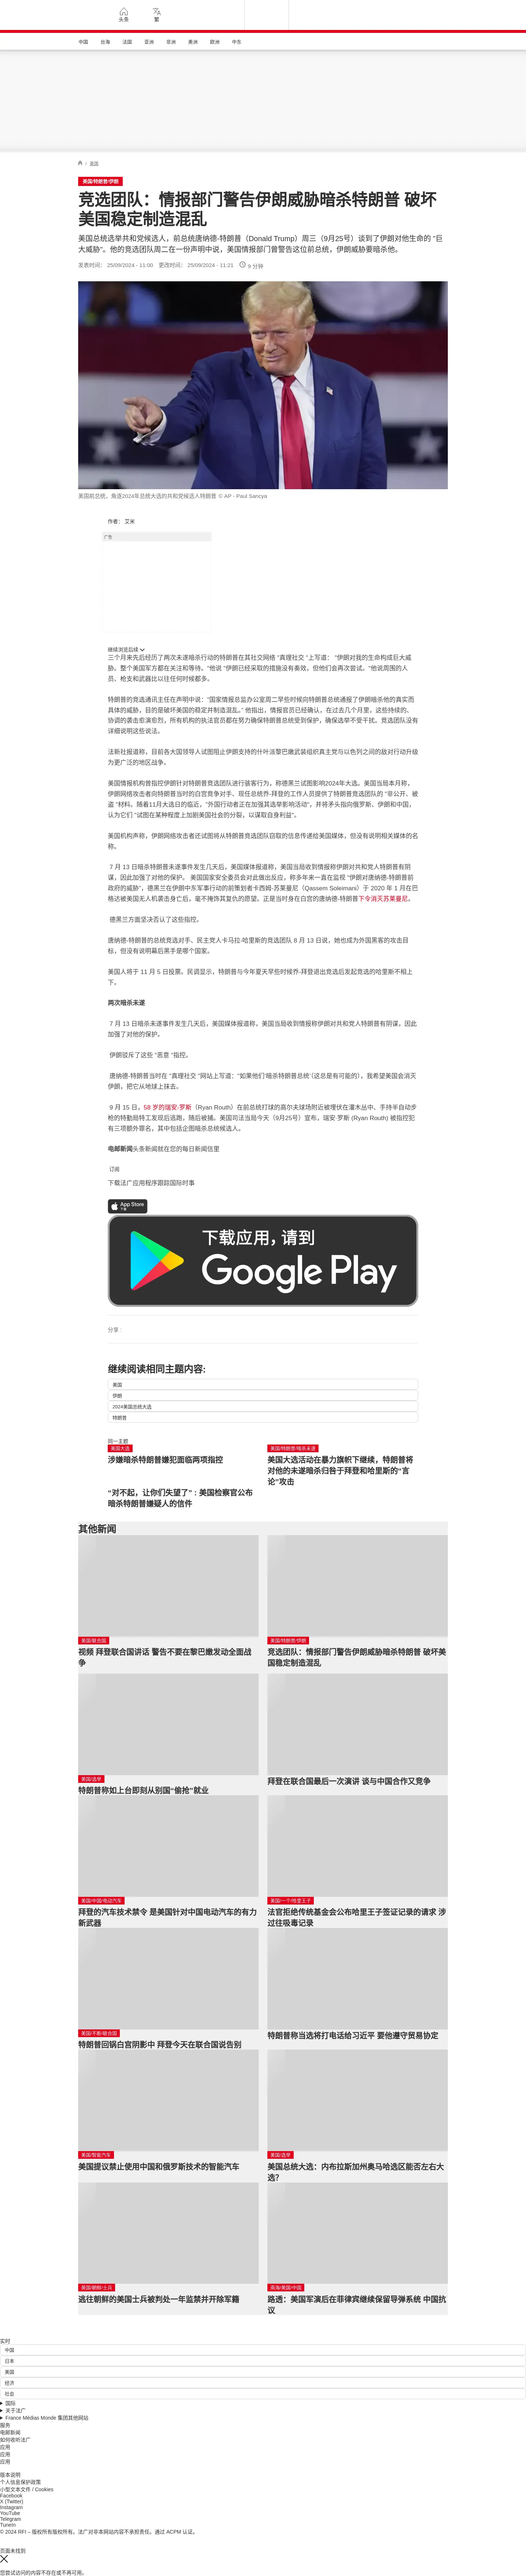 头条
繁
中国
台海
法国
亚洲
非洲
美洲
欧洲
中东
/ 美国
美国/特朗普/伊朗
竞选团队：情报部门警告伊朗威胁暗杀特朗普 破坏
美国稳定制造混乱
美国总统选举共和党候选人，前总统唐纳德-特朗普（Donald Trump）周三（9月25号）谈到了伊朗对他生命的 "巨
大威胁"。他的竞选团队周二在一份声明中说，美国情报部门曾警告这位前总统，伊朗威胁要暗杀他。
发表时间： 25/09/2024 - 11:00 更改时间： 25/09/2024 - 11:21 9 分钟
美国前总统，角逐2024年总统大选的共和党候选人特朗普 © AP - Paul Sancya
作者： 艾米
广告
继续浏览后续
三个月来先后经历了两次未遂暗杀行动的特朗普在其社交网络 "真理社交 "上写道： "伊朗对我的生命构成巨大威
胁。整个美国军方都在关注和等待。"他说 "伊朗已经采取的措施没有奏效，但他们会再次尝试。"他说周围的人
员、枪支和武器比以往任何时候都多。
特朗普的竞选通讯主任在声明中说："国家情报总监办公室周二早些时候向特朗普总统通报了伊朗暗杀他的真实而
具体的威胁，目的是破坏美国的稳定并制造混乱。” 他指出，情报官员已经确认，在过去几个月里，这些持续的、
协调的袭击愈演愈烈，所有机构的执法官员都在努力确保特朗普总统受到保护，确保选举不受干扰。竞选团队没有
详细说明这些说法。
法新社报道称，目前各大国领导人试图阻止伊朗支持的什叶派黎巴嫩武装组织真主党与以色列之间的敌对行动升级
为更广泛的地区战争。
美国情报机构曾指控伊朗针对特朗普竞选团队进行骇客行为，称德黑兰试图影响2024年大选。美国当局本月称，
伊朗网络攻击者向特朗普当时的白宫竞争对手、现任总统乔-拜登的工作人员提供了特朗普竞选团队的 "非公开、被
盗 "材料。随着11月大选日的临近，"外国行动者正在加强其选举影响活动"，并将矛头指向俄罗斯、伊朗和中国，
认为它们 "试图在某种程度上加剧美国社会的分裂，以谋取自身利益"。
美国机构声称，伊朗网络攻击者还试图将从特朗普竞选团队窃取的信息传递给美国媒体，但没有说明相关媒体的名
称。
7 月 13 日暗杀特朗普未遂事件发生几天后，美国媒体报道称，美国当局收到情报称伊朗对共和党人特朗普有阴
谋，因此加强了对他的保护。 美国国家安全委员会对此做出反应，称多年来一直在监视 "伊朗对唐纳德-特朗普前
政府的威胁"，德黑兰在伊朗中东军事行动的前策划者卡西姆-苏莱曼尼（Qassem Soleimani）于 2020 年 1 月在巴
格达被美国无人机袭击身亡后，毫不掩饰其复仇的愿望。正是当时身在白宫的唐纳德-特朗普下令消灭苏莱曼尼。
德黑兰方面坚决否认了这些指控。
唐纳德-特朗普的总统竞选对手、民主党人卡马拉-哈里斯的竞选团队 8 月 13 日说，她也成为外国黑客的攻击目
标，但没有说明幕后黑手是哪个国家。
美国人将于 11 月 5 日投票。民调显示，特朗普与今年夏天早些时候乔-拜登退出竞选后发起竞选的哈里斯不相上
下。
两次暗杀未遂
7 月 13 日暗杀未遂事件发生几天后，美国媒体报道称，美国当局收到情报称伊朗对共和党人特朗普有阴谋，因此
加强了对他的保护。
伊朗驳斥了这些 "恶意 "指控。
唐纳德-特朗普当时在 "真理社交 "网站上写道："如果他们'暗杀特朗普总统'（这总是有可能的），我希望美国会消灭
伊朗，把它从地球上抹去。
9 月 15 日，58 岁的瑞安·罗斯（Ryan Routh）在前总统打球的高尔夫球场附近被埋伏在灌木丛中、手持半自动步
枪的特勤局特工发现后逃跑，随后被捕。美国司法当局今天（9月25号）宣布，瑞安·罗斯 (Ryan Routh) 被指控犯
有三项额外罪名，其中包括企图暗杀总统候选人。
电邮新闻头条新闻就在您的每日新闻信里
订阅
下载法广应用程序跟踪国际时事
App Store
下载应用，请到
Google Play
分享 :
继续阅读相同主题内容:
美国
伊朗
2024美国总统大选
特朗普
同一主题
美国大选
涉嫌暗杀特朗普嫌犯面临两项指控
美国/特朗普/暗杀未遂
美国大选活动在暴力旗帜下继续，特朗普将
对他的未遂暗杀归咎于拜登和哈里斯的“言
论”攻击
“对不起，让你们失望了”：美国检察官公布
暗杀特朗普嫌疑人的信件
其他新闻
美国/联合国
视频 拜登联合国讲话 警告不要在黎巴嫩发动全面战
争
美国/特朗普/伊朗
竞选团队：情报部门警告伊朗威胁暗杀特朗普 破坏美
国稳定制造混乱
美国/选举
特朗普称如上台即刻从别国“偷抢”就业
拜登在联合国最后一次演讲 谈与中国合作又竞争
美国/中国/电动汽车
拜登的汽车技术禁令 是美国针对中国电动汽车的有力
新武器
美国/一个/哈里王子
法官拒绝传统基金会公布哈里王子签证记录的请求 涉
过往吸毒记录
美国/不斯/联合国
特朗普回锅白宫阴影中 拜登今天在联合国说告别
特朗普称当选将打电话给习近平 要他遵守贸易协定
美国/智能汽车
美国提议禁止使用中国和俄罗斯技术的智能汽车
美国/选举
美国总统大选：内布拉斯加州奥马哈选区能否左右大
选？
美国/朝鲜/士兵
逃往朝鲜的美国士兵被判处一年监禁并开除军籍
南海/美国/中国
路透：美国军演后在菲律宾继续保留导弹系统 中国抗
议
实时
中国
日本
美国
经济
社会
国际
关于法广
France Médias Monde 集团其他网站
服务
电邮新闻
如何收听法广
应用
应用
应用
版本说明
个人信息保护政策
小型文本文件 / Cookies
Facebook
X (Twitter)
Instagram
YouTube
Telegram
TuneIn
© 2024 RFI – 版权所有版权所有。法广对非本网站内容不承担责任。通过 ACPM 认证。
页面未找到
您尝试访问的内容不存在或不再可用。